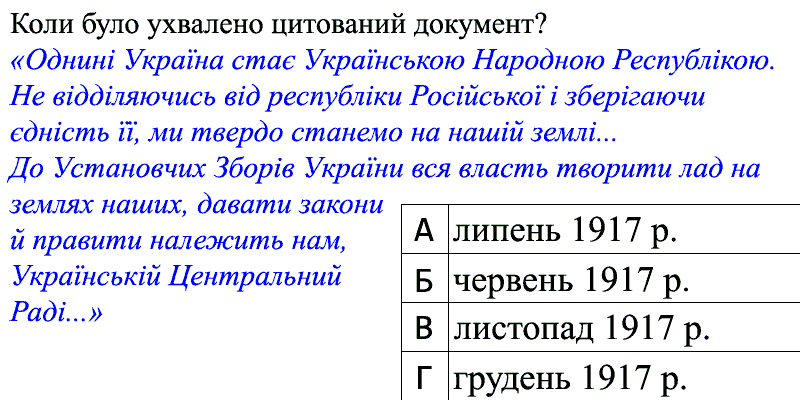 Коли було ухвалено цитований документ?
«Однині Україна стає Українською Народною Республікою.
Не відділяючись від республіки Російської і зберігаючи
єдність її, ми твердо станемо на нашій землі...
До Установчих Зборів України вся власть творити лад на
землях наших, давати закони
й правити належить нам,
Українській Центральний
Раді...»
А липень 1917 р.
Б червень 1917 р.
В листопад 1917 р.
Г грудень 1917 р.